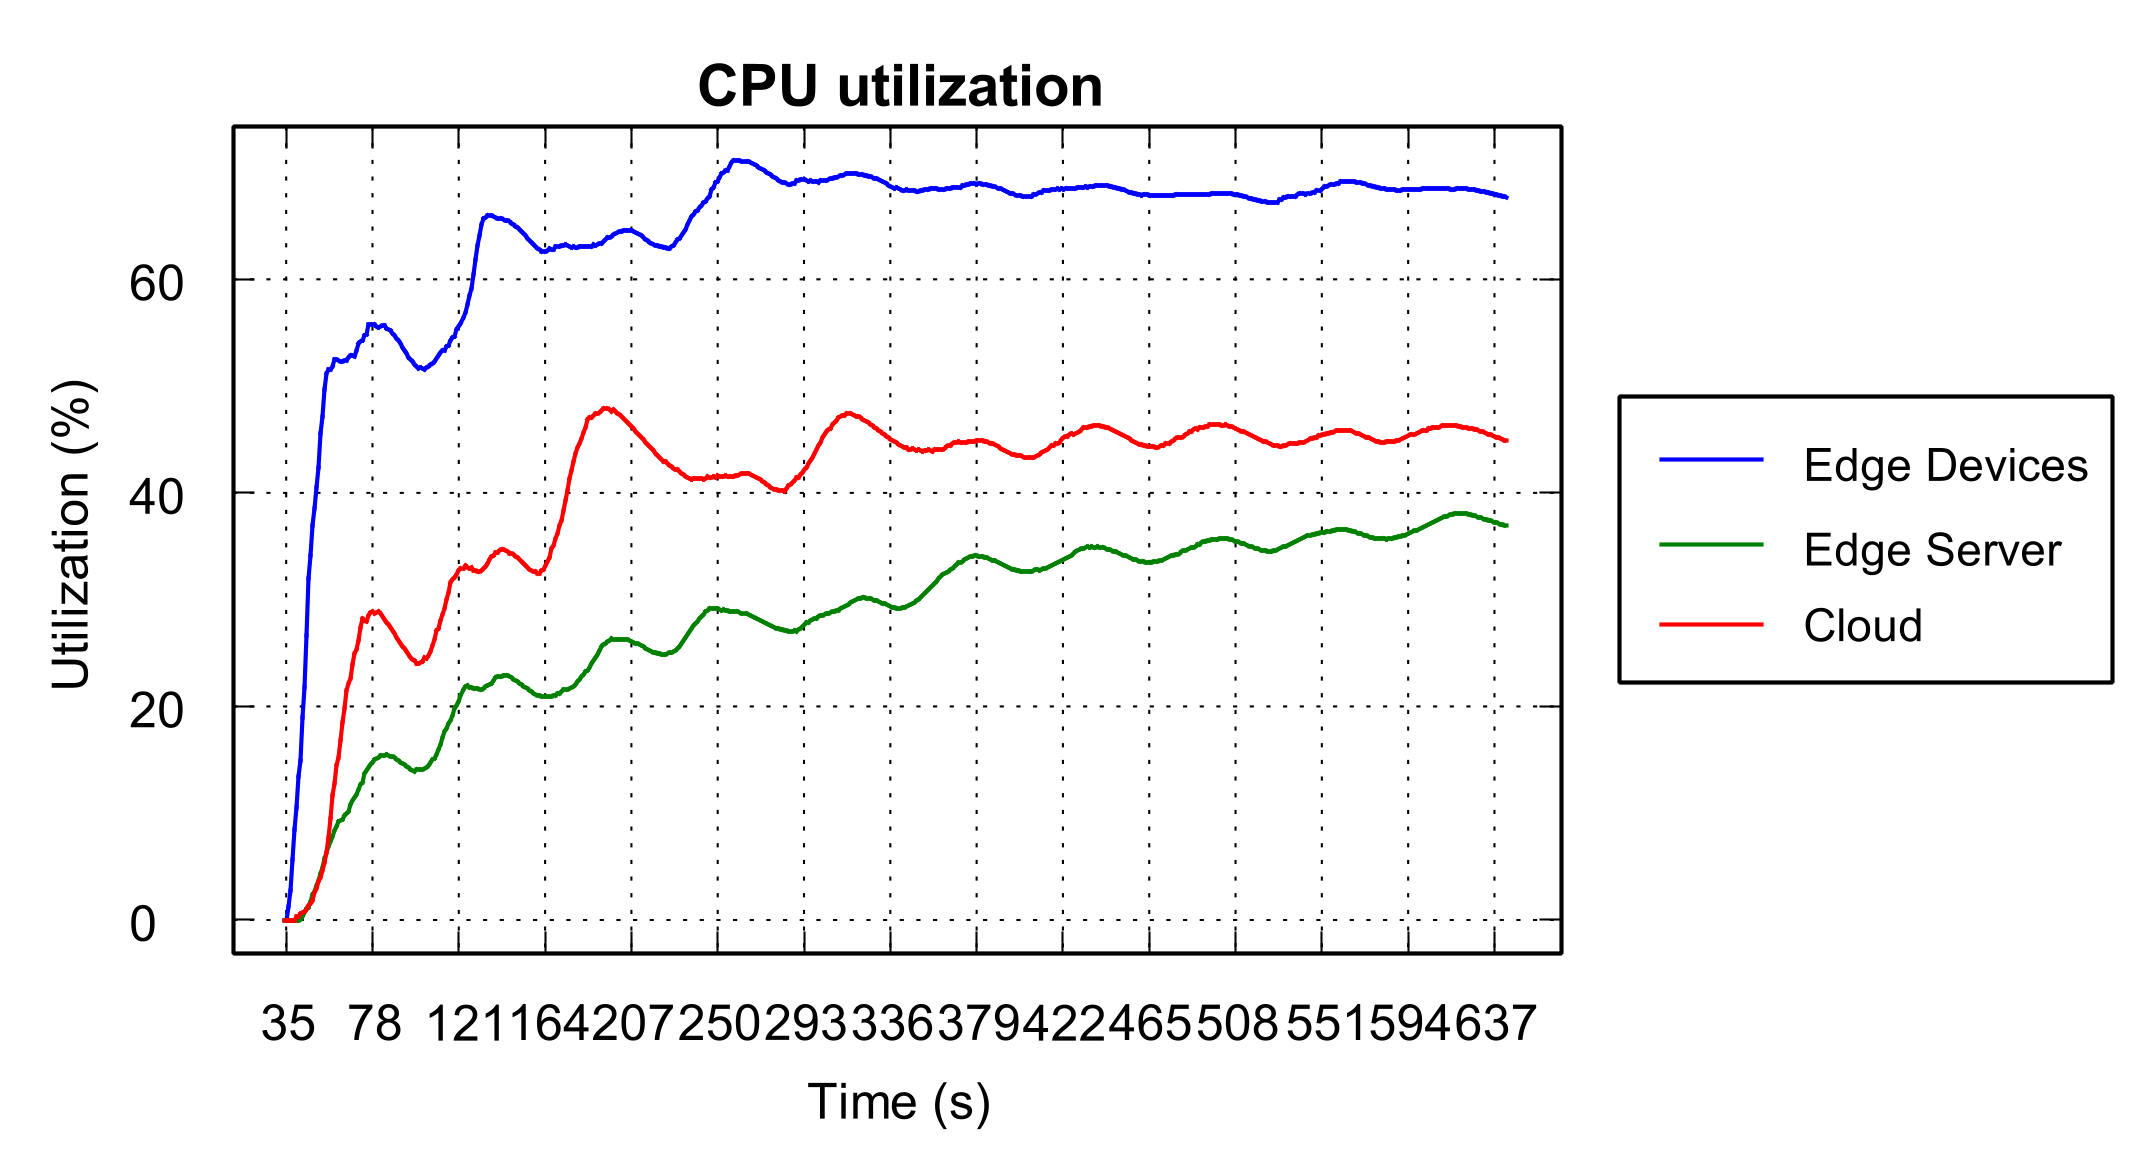 CPU utilization
Utilization (%)
60
40
20
0
35 78 121 164 207 250 293 336 379 422 465 508 551 594 637
Time (s)
Edge Devices
Edge Server
Cloud